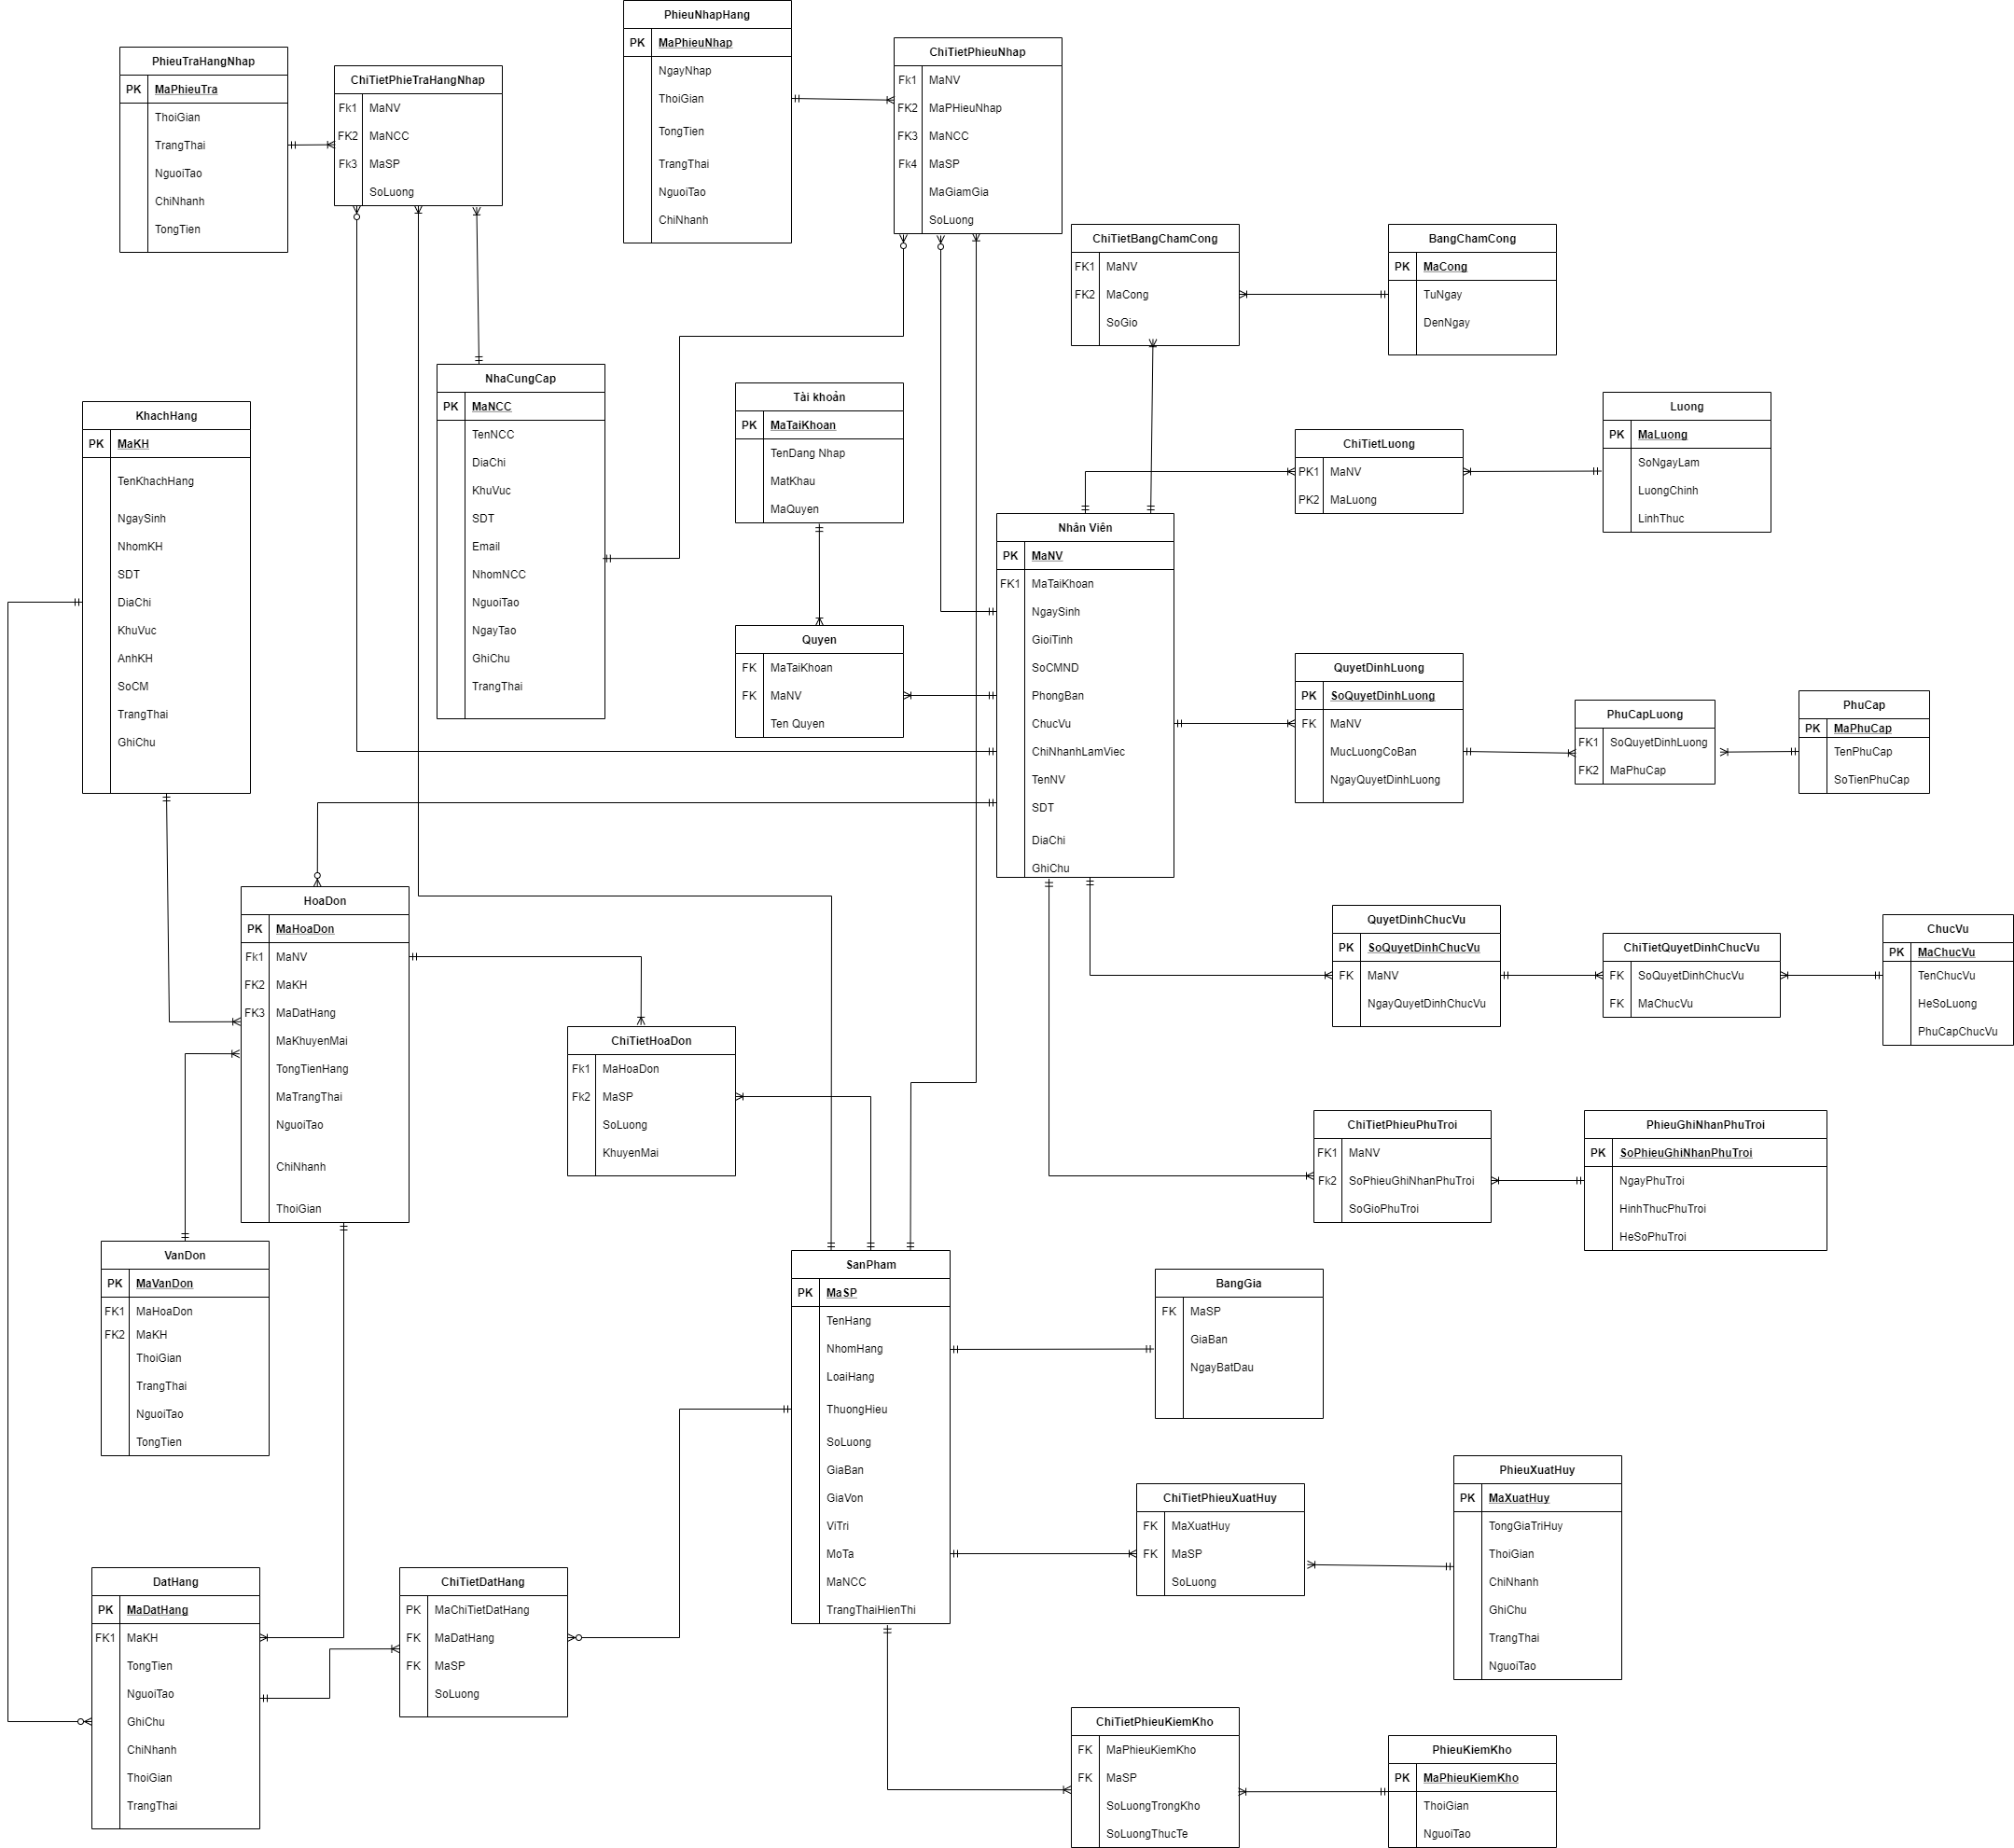 PhieuNhapHang
PK MaPhieuNhap
NgayNhap
ThoiGian
TongTien
TrangThai
NguoiTao
ChiNhanh
PhieuTraHangNhap
PK MaPhieuTra
ThoiGian
TrangThai
NguoiTao
ChiNhanh
TongTien
ChiTietPhieTraHangNhap
Fk1 MaNV
FK2 MaNCC
Fk3 MaSP
SoLuong
ChiTietPhieuNhap
Fk1 MaNV
FK2 MaPHieuNhap
FK3 MaNCC
Fk4 MaSP
MaGiamGia
SoLuong
ChiTietBangChamCong
FK1 MaNV
FK2 MaCong
SoGio
BangChamCong
PK MaCong
TuNgay
DenNgay
NhaCungCap
PK MaNCC
TenNCC
DiaChi
KhuVuc
SDT
Email
NhomNCC
NguoiTao
NgayTao
GhiChu
TrangThai
Tài khoản
PK MaTaiKhoan
TenDang Nhap
MatKhau
MaQuyen
KhachHang
PK MaKH
TenKhachHang
NgaySinh
NhomKH
SDT
DiaChi
KhuVuc
AnhKH
SoCM
TrangThai
GhiChu
ChiTietLuong
PK1 MaNV
PK2 MaLuong
Luong
PK MaLuong
SoNgayLam
LuongChinh
LinhThuc
Nhân Viên
PK MaNV
FK1 MaTaiKhoan
NgaySinh
GioiTinh
SoCMND
PhongBan
ChucVu
ChiNhanhLamViec
TenNV
SDT
DiaChi
GhiChu
Quyen
FK MaTaiKhoan
FK MaNV
Ten Quyen
QuyetDinhLuong
PK SoQuyetDinhLuong
FK MaNV
MucLuongCoBan
NgayQuyetDinhLuong
PhuCapLuong
FK1 SoQuyetDinhLuong
FK2 MaPhuCap
PhuCap
PK MaPhuCap
TenPhuCap
SoTienPhuCap
HoaDon
PK MaHoaDon
Fk1 MaNV
FK2 MaKH
FK3 MaDatHang
MaKhuyenMai
TongTienHang
MaTrangThai
NguoiTao
ChiNhanh
ThoiGian
QuyetDinhChucVu
PK SoQuyetDinhChucVu
FK MaNV
NgayQuyetDinhChucVu
ChiTietQuyetDinhChucVu
FK SoQuyetDinhChucVu
FK MaChucVu
ChucVu
PK MaChucVu
TenChucVu
HeSoLuong
PhuCapChucVu
ChiTietHoaDon
Fk1 MaHoaDon
Fk2 MaSP
SoLuong
KhuyenMai
ChiTietPhieuPhuTroi
FK1 MaNV
Fk2 SoPhieuGhiNhanPhuTroi
SoGioPhuTroi
PhieuGhiNhanPhuTroi
PK SoPhieuGhiNhanPhuTroi
NgayPhuTroi
HinhThucPhuTroi
HeSoPhuTroi
VanDon
PK MaVanDon
FK1 MaHoaDon
FK2 MaKH
ThoiGian
TrangThai
NguoiTao
TongTien
SanPham
PK MaSP
TenHang
NhomHang
LoaiHang
ThuongHieu
SoLuong
GiaBan
GiaVon
ViTri
MoTa
MaNCC
TrangThaiHienThi
BangGia
FK MaSP
GiaBan
NgayBatDau
ChiTietPhieuXuatHuy
FK MaXuatHuy
FK MaSP
SoLuong
PhieuXuatHuy
PK MaXuatHuy
TongGiaTriHuy
ThoiGian
ChiNhanh
GhiChu
TrangThai
NguoiTao
DatHang
PK MaDatHang
FK1 MaKH
TongTien
NguoiTao
GhiChu
ChiNhanh
ThoiGian
TrangThai
ChiTietDatHang
PK MaChiTietDatHang
FK MaDatHang
FK MaSP
SoLuong
ChiTietPhieuKiemKho
FK MaPhieuKiemKho
FK MaSP
SoLuongTrongKho
SoLuongThucTe
PhieuKiemKho
PK MaPhieuKiemKho
ThoiGian
NguoiTao